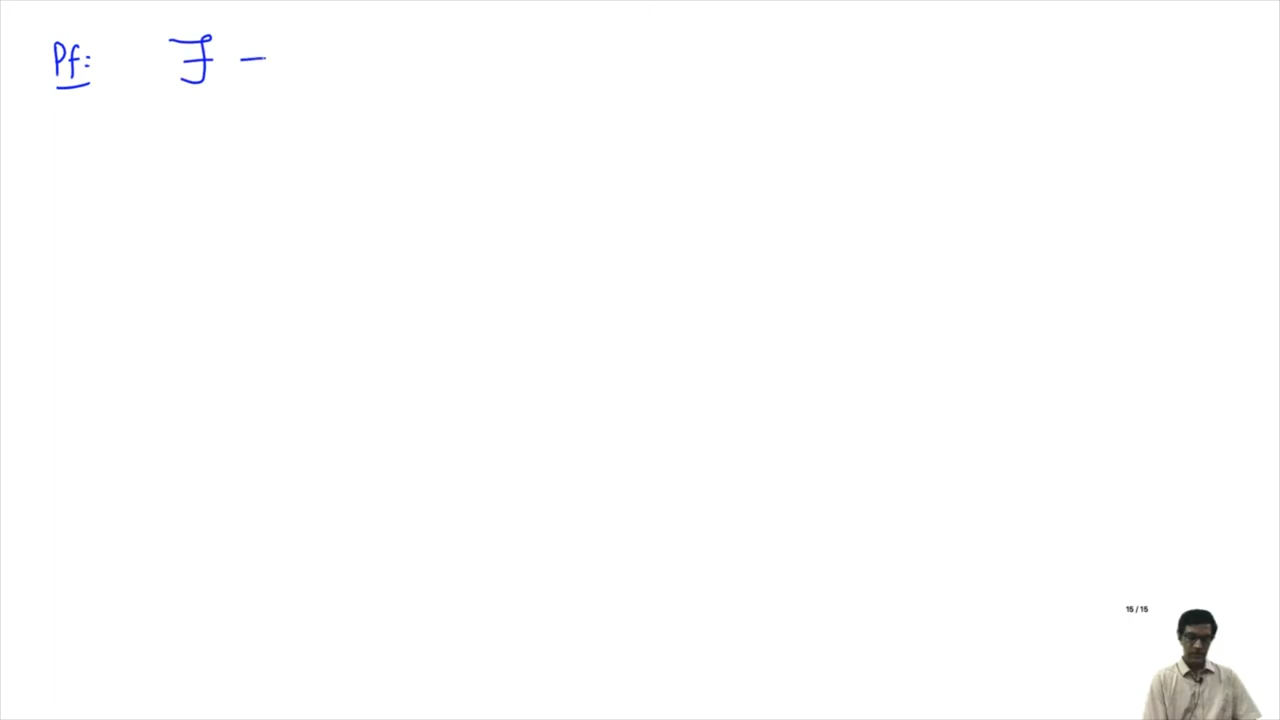 Pf: ℱ –
15 / 15